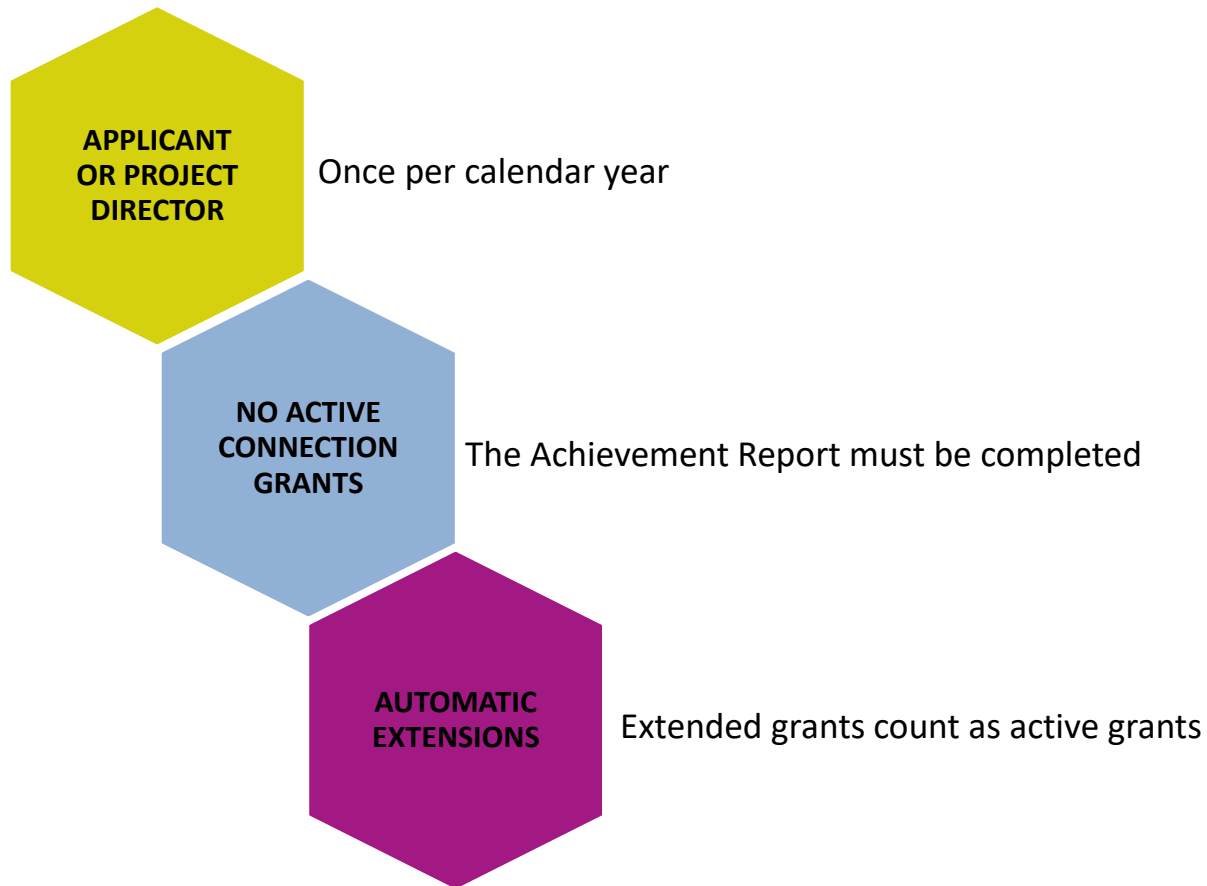 APPLICANT
OR PROJECT
DIRECTOR
Once per calendar year
NO ACTIVE
CONNECTION
GRANTS
The Achievement Report must be completed
AUTOMATIC
EXTENSIONS
Extended grants count as active grants